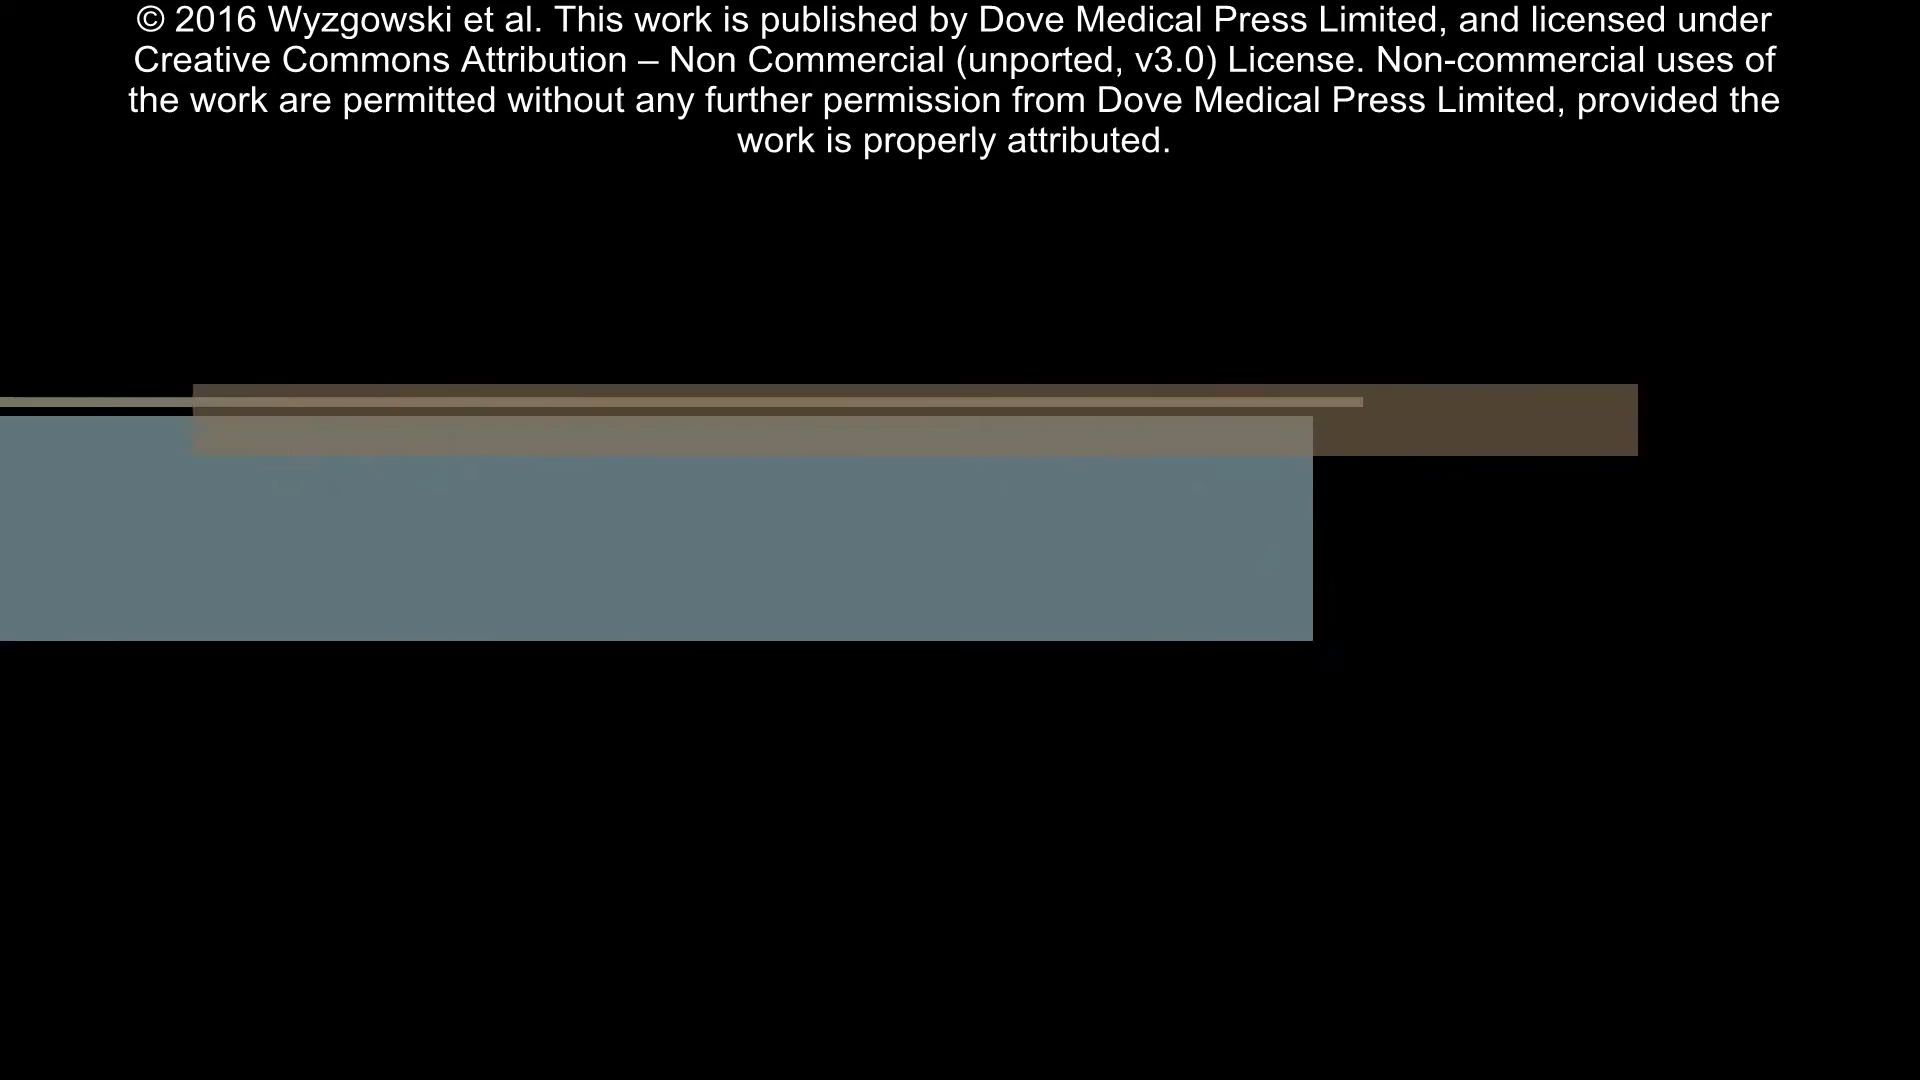 © 2016 Wyzgowski et al. This work is published by Dove Medical Press Limited, and licensed under
Creative Commons Attribution – Non Commercial (unported, v3.0) License. Non-commercial uses of
the work are permitted without any further permission from Dove Medical Press Limited, provided the
work is properly attributed.